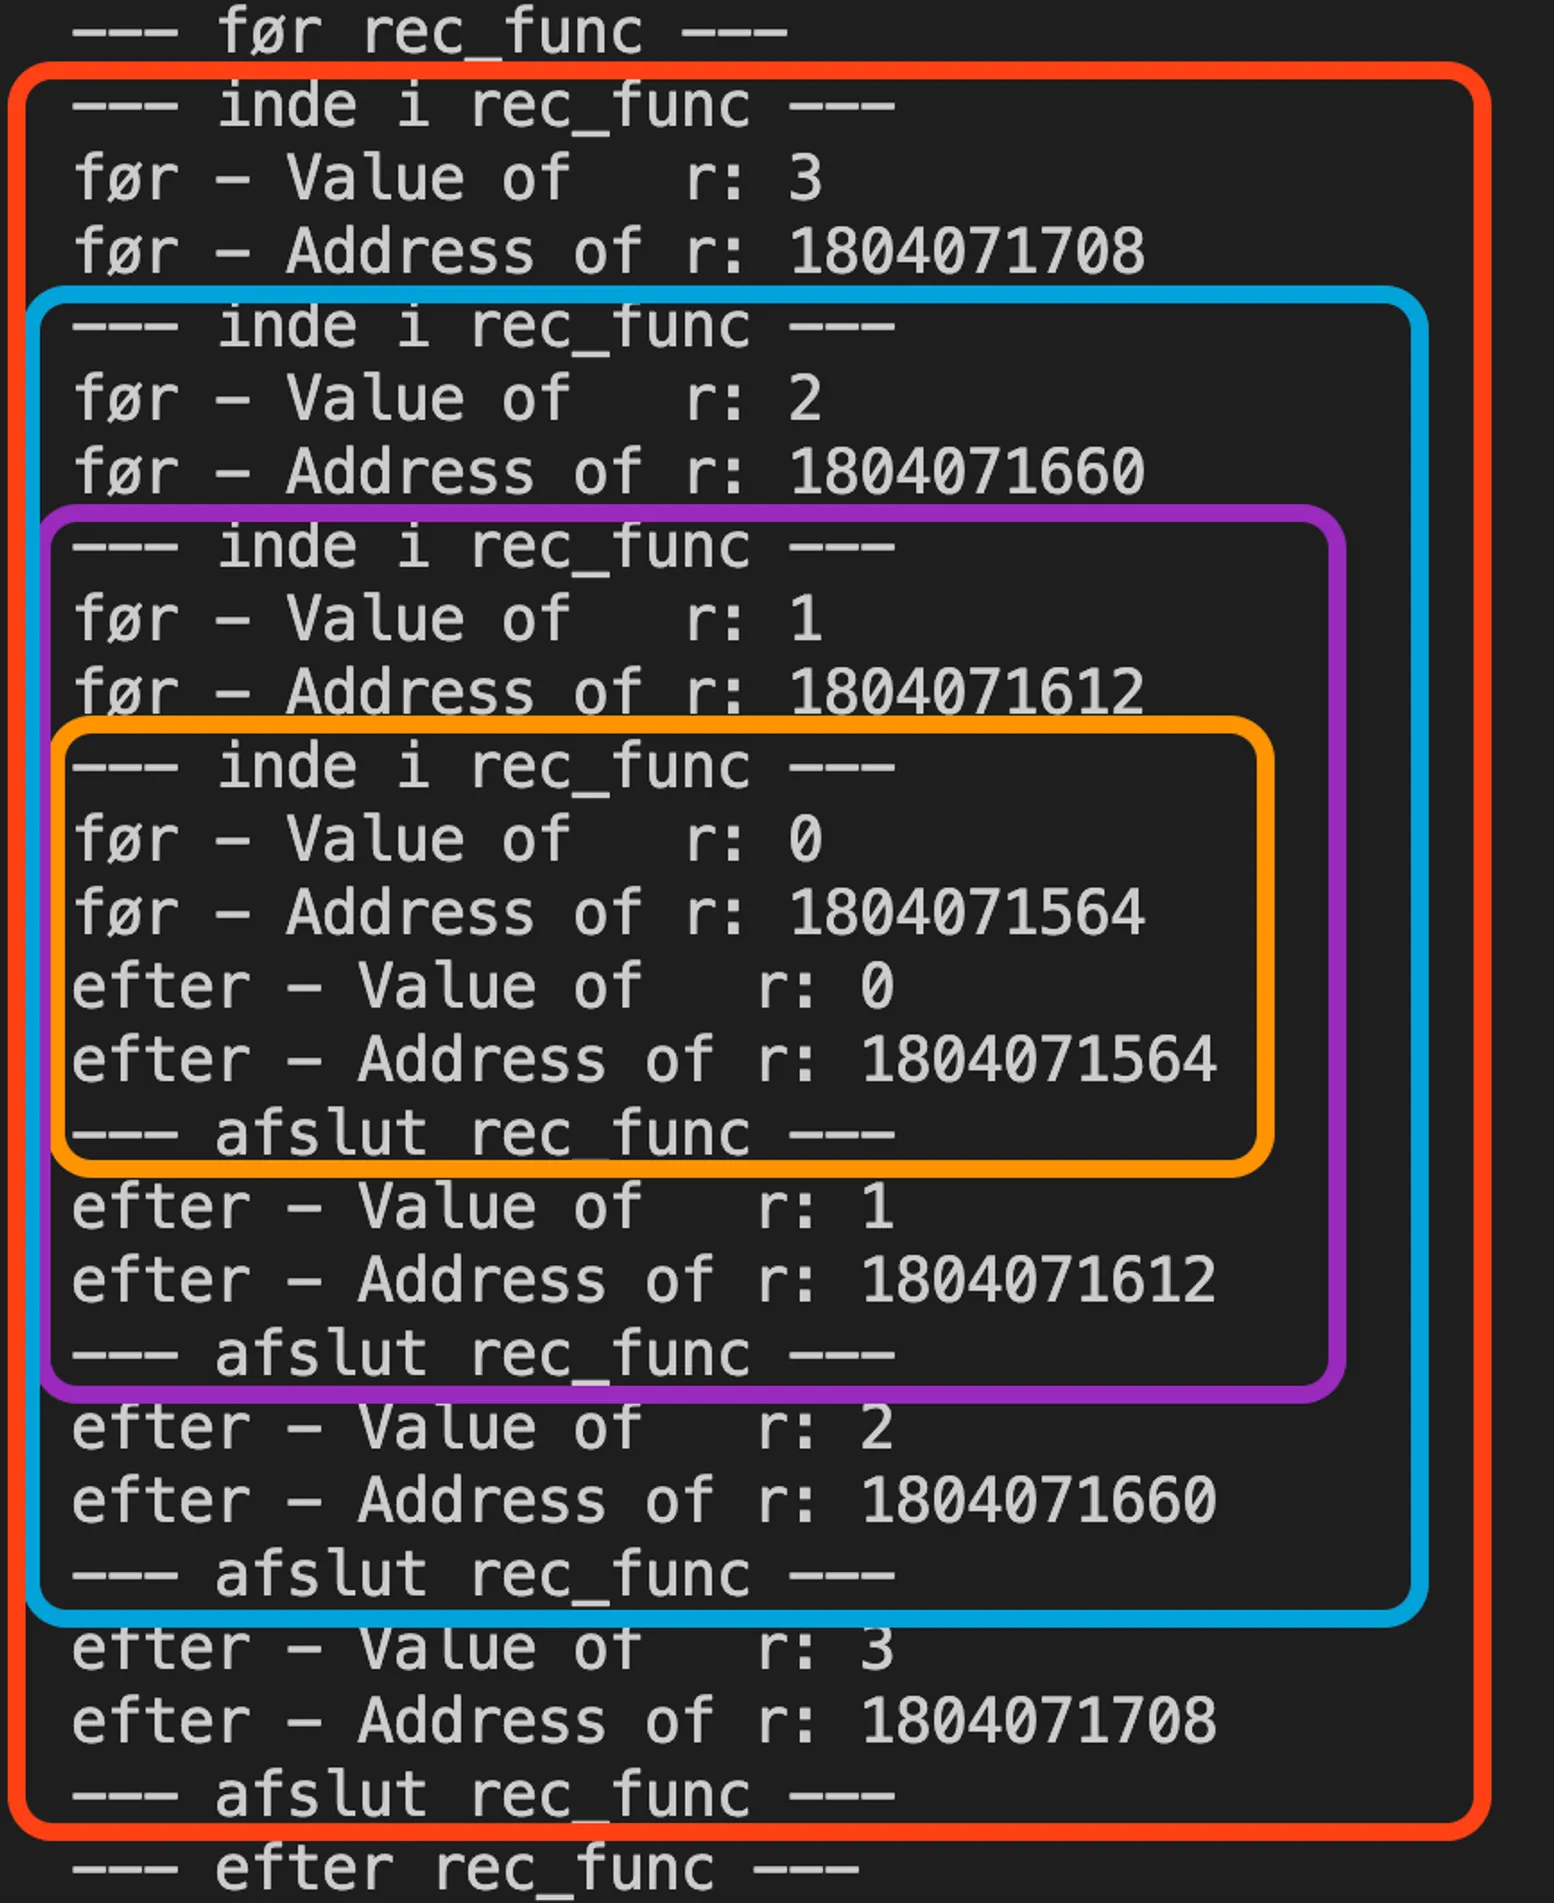 ––– før rec_func –––
––– inde i rec_func –––
før – Value of   r: 3
før – Address of r: 1804071708
––– inde i rec_func –––
før – Value of   r: 2
før – Address of r: 1804071660
––– inde i rec_func –––
før – Value of   r: 1
før – Address of r: 1804071612
––– inde i rec_func –––
før – Value of   r: 0
før – Address of r: 1804071564
efter – Value of   r: 0
efter – Address of r: 1804071564
––– afslut rec_func –––
efter – Value of   r: 1
efter – Address of r: 1804071612
––– afslut rec_func –––
efter – Value of   r: 2
efter – Address of r: 1804071660
––– afslut rec_func –––
efter – Value of   r: 3
efter – Address of r: 1804071708
––– afslut rec_func –––
––– efter rec_func –––